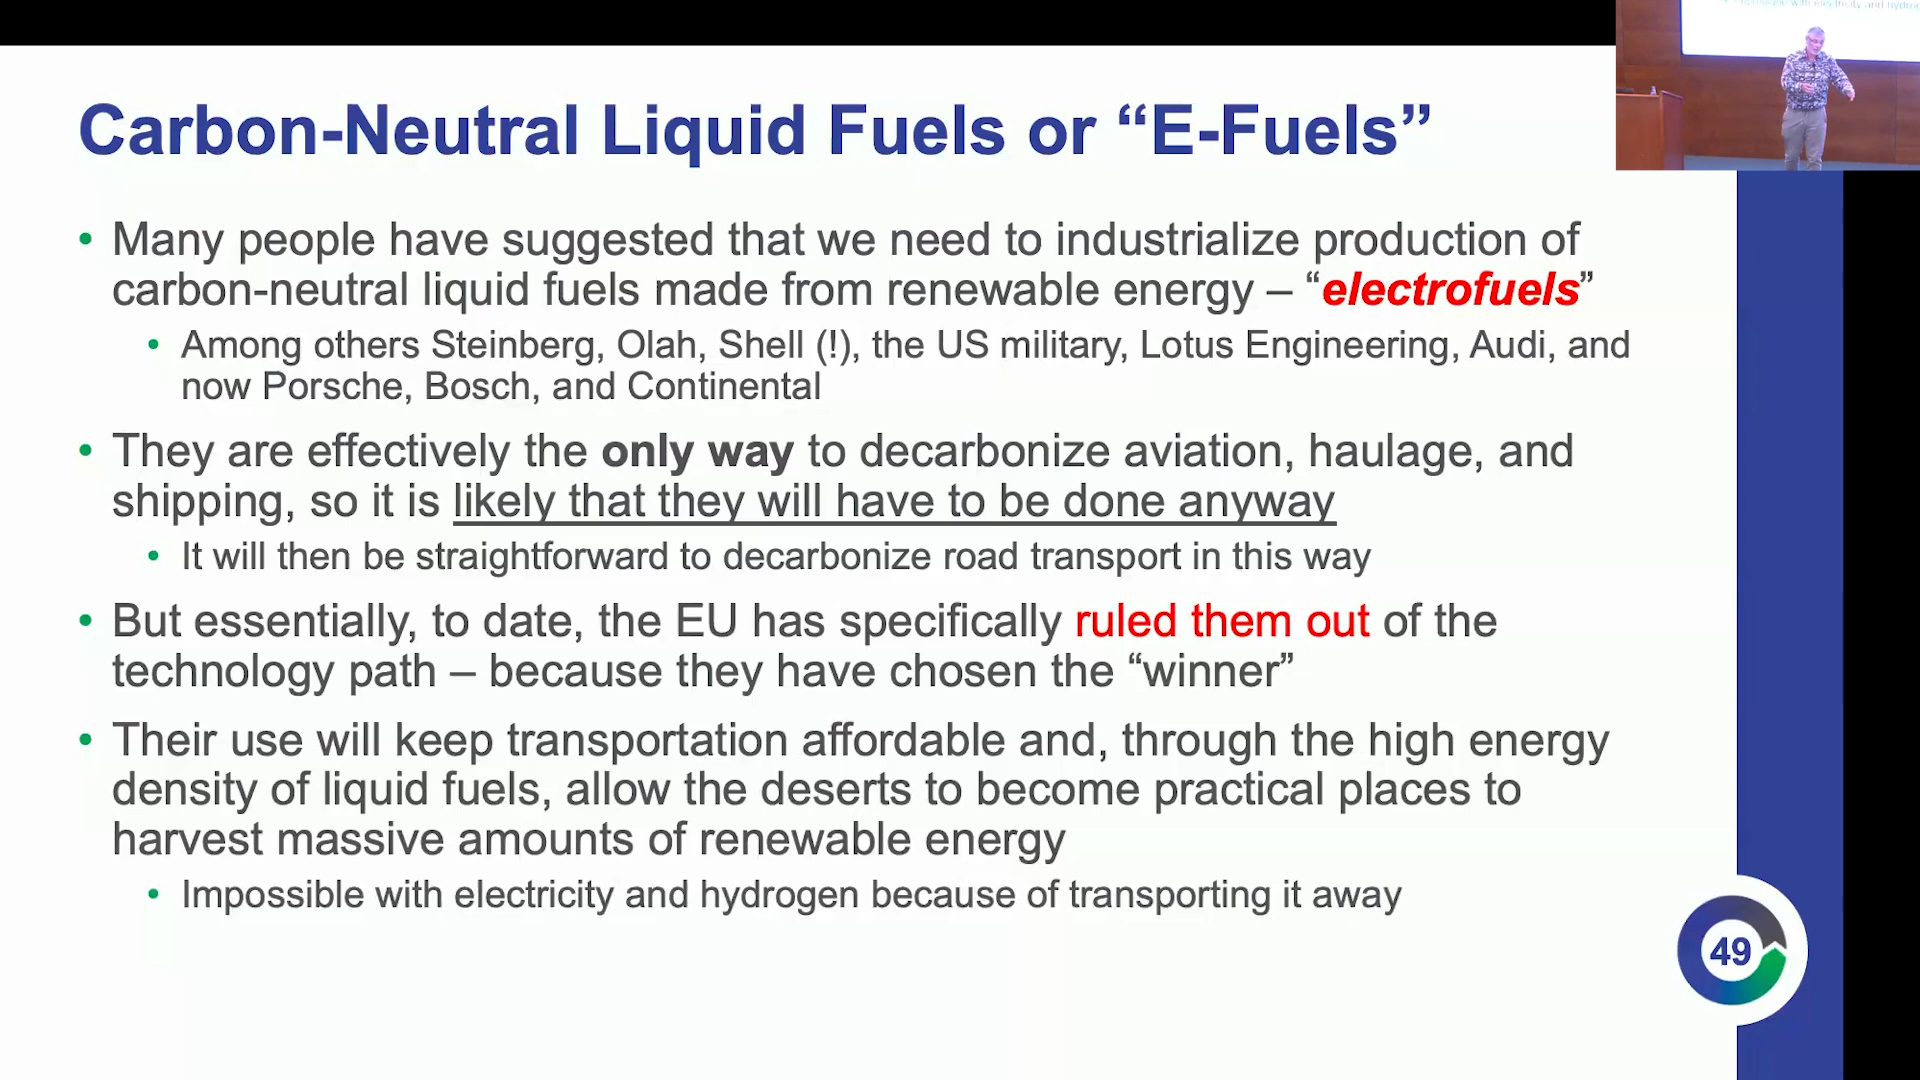 Carbon-Neutral Liquid Fuels or “E-Fuels”
• Many people have suggested that we need to industrialize production of
carbon-neutral liquid fuels made from renewable energy – “electrofuels”
• Among others Steinberg, Olah, Shell (!), the US military, Lotus Engineering, Audi, and
now Porsche, Bosch, and Continental
• They are effectively the only way to decarbonize aviation, haulage, and
shipping, so it is likely that they will have to be done anyway
• It will then be straightforward to decarbonize road transport in this way
• But essentially, to date, the EU has specifically ruled them out of the
technology path – because they have chosen the “winner”
• Their use will keep transportation affordable and, through the high energy
density of liquid fuels, allow the deserts to become practical places to
harvest massive amounts of renewable energy
• Impossible with electricity and hydrogen because of transporting it away
49